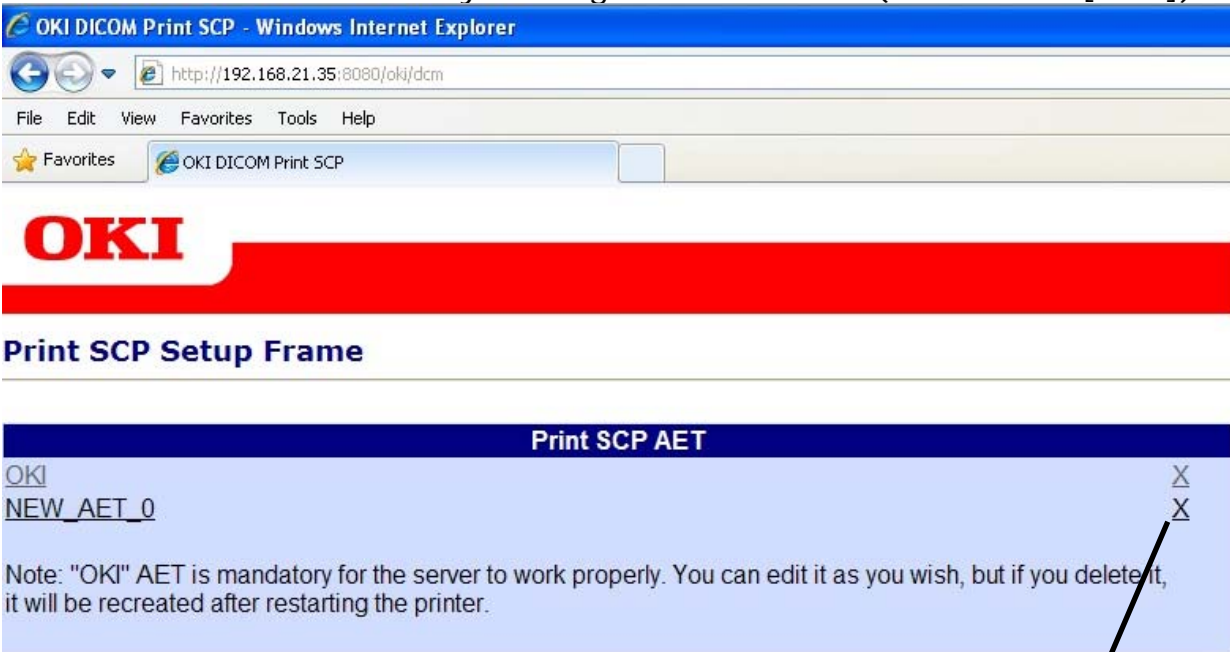 OKI DICOM Print SCP - Windows Internet Explorer
http://192.168.21.35:8080/oki/dcm
File Edit View Favorites Tools Help
Favorites OKI DICOM Print SCP
OKI
Print SCP Setup Frame
Print SCP AET
OKI X
NEW_AET_0 X
Note: "OKI" AET is mandatory for the server to work properly. You can edit it as you wish, but if you delete it,
it will be recreated after restarting the printer.